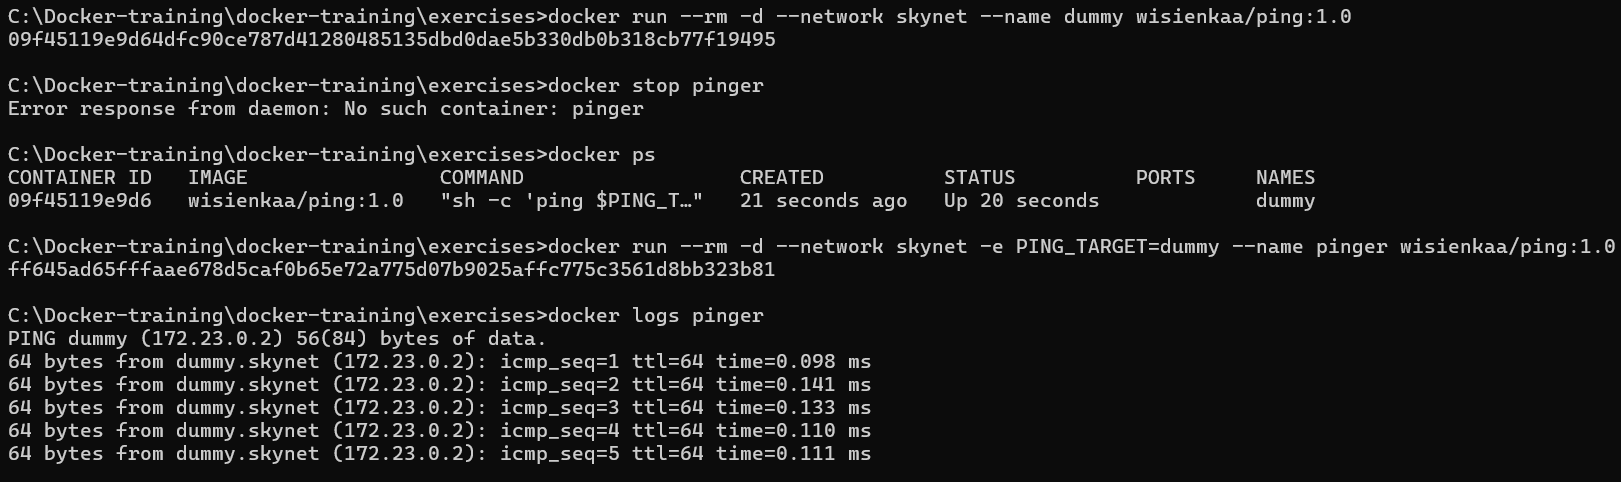 C:\Docker-training\docker-training\exercises>docker run --rm -d --network skynet --name dummy wisienkaa/ping:1.0
09f45119e9d64dfc90ce787d41280485135dbd0dae5b330db0b318cb77f19495
C:\Docker-training\docker-training\exercises>docker stop pinger
Error response from daemon: No such container: pinger
C:\Docker-training\docker-training\exercises>docker ps
CONTAINER ID   IMAGE                COMMAND                  CREATED          STATUS          PORTS     NAMES
09f45119e9d6   wisienkaa/ping:1.0   "sh -c 'ping $PING_T…"   21 seconds ago   Up 20 seconds             dummy
C:\Docker-training\docker-training\exercises>docker run --rm -d --network skynet -e PING_TARGET=dummy --name pinger wisienkaa/ping:1.0
ff645ad65fffaae678d5caf0b65e72a775d07b9025affc775c3561d8bb323b81
C:\Docker-training\docker-training\exercises>docker logs pinger
PING dummy (172.23.0.2) 56(84) bytes of data.
64 bytes from dummy.skynet (172.23.0.2): icmp_seq=1 ttl=64 time=0.098 ms
64 bytes from dummy.skynet (172.23.0.2): icmp_seq=2 ttl=64 time=0.141 ms
64 bytes from dummy.skynet (172.23.0.2): icmp_seq=3 ttl=64 time=0.133 ms
64 bytes from dummy.skynet (172.23.0.2): icmp_seq=4 ttl=64 time=0.110 ms
64 bytes from dummy.skynet (172.23.0.2): icmp_seq=5 ttl=64 time=0.111 ms